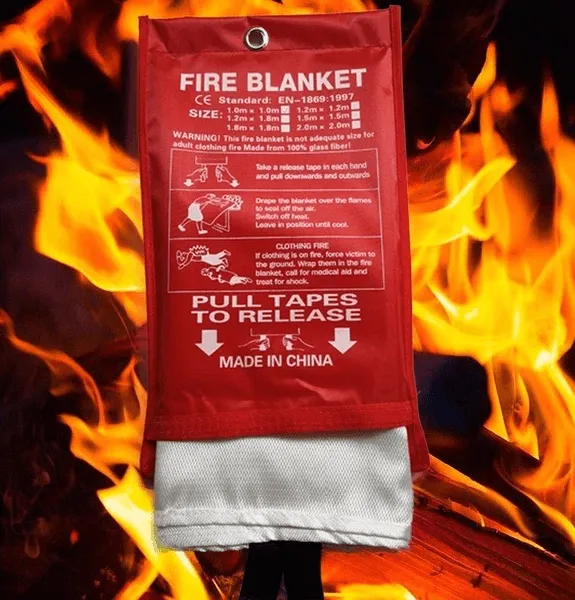 FIRE BLANKET
CE Standard: EN-1869:1997
SIZE: 1.0m × 1.0m 1.2m × 1.2m
1.2m × 1.8m 1.5m × 1.5m
1.8m × 1.8m 2.0m × 2.0m
WARNING! This fire blanket is not adequate size for
adult clothing fire Made from 100% glass fiber!
Take a release tape in each hand
and pull downwards and outwards
Drape the blanket over the flames
to seal off the air.
Switch off heat.
Leave in position until cool.
CLOTHING FIRE
If clothing is on fire, force victim to
the ground. Wrap them in the fire
blanket, call for medical aid and
treat for shock.
PULL TAPES
TO RELEASE
MADE IN CHINA